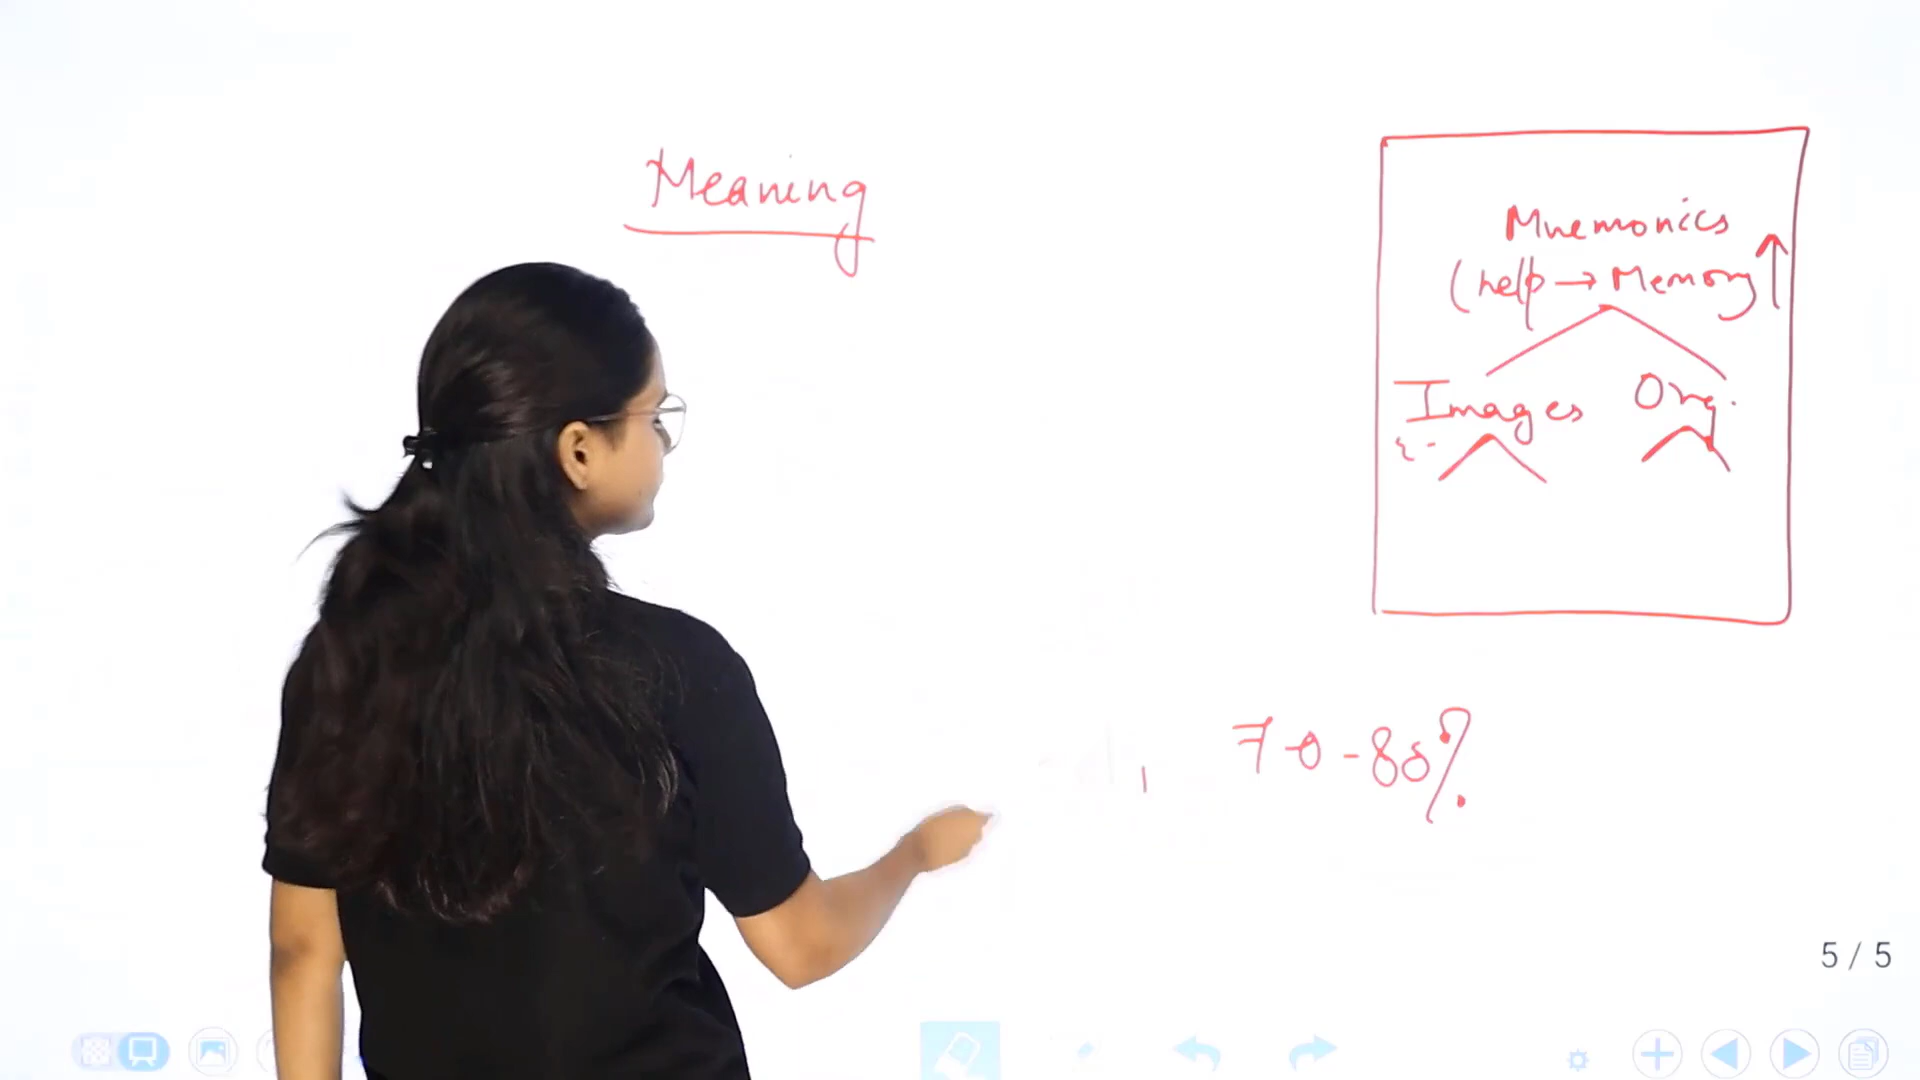 Meaning
Mnemonics
(help → Memory ↑
Images Org.
70-80%
5 / 5